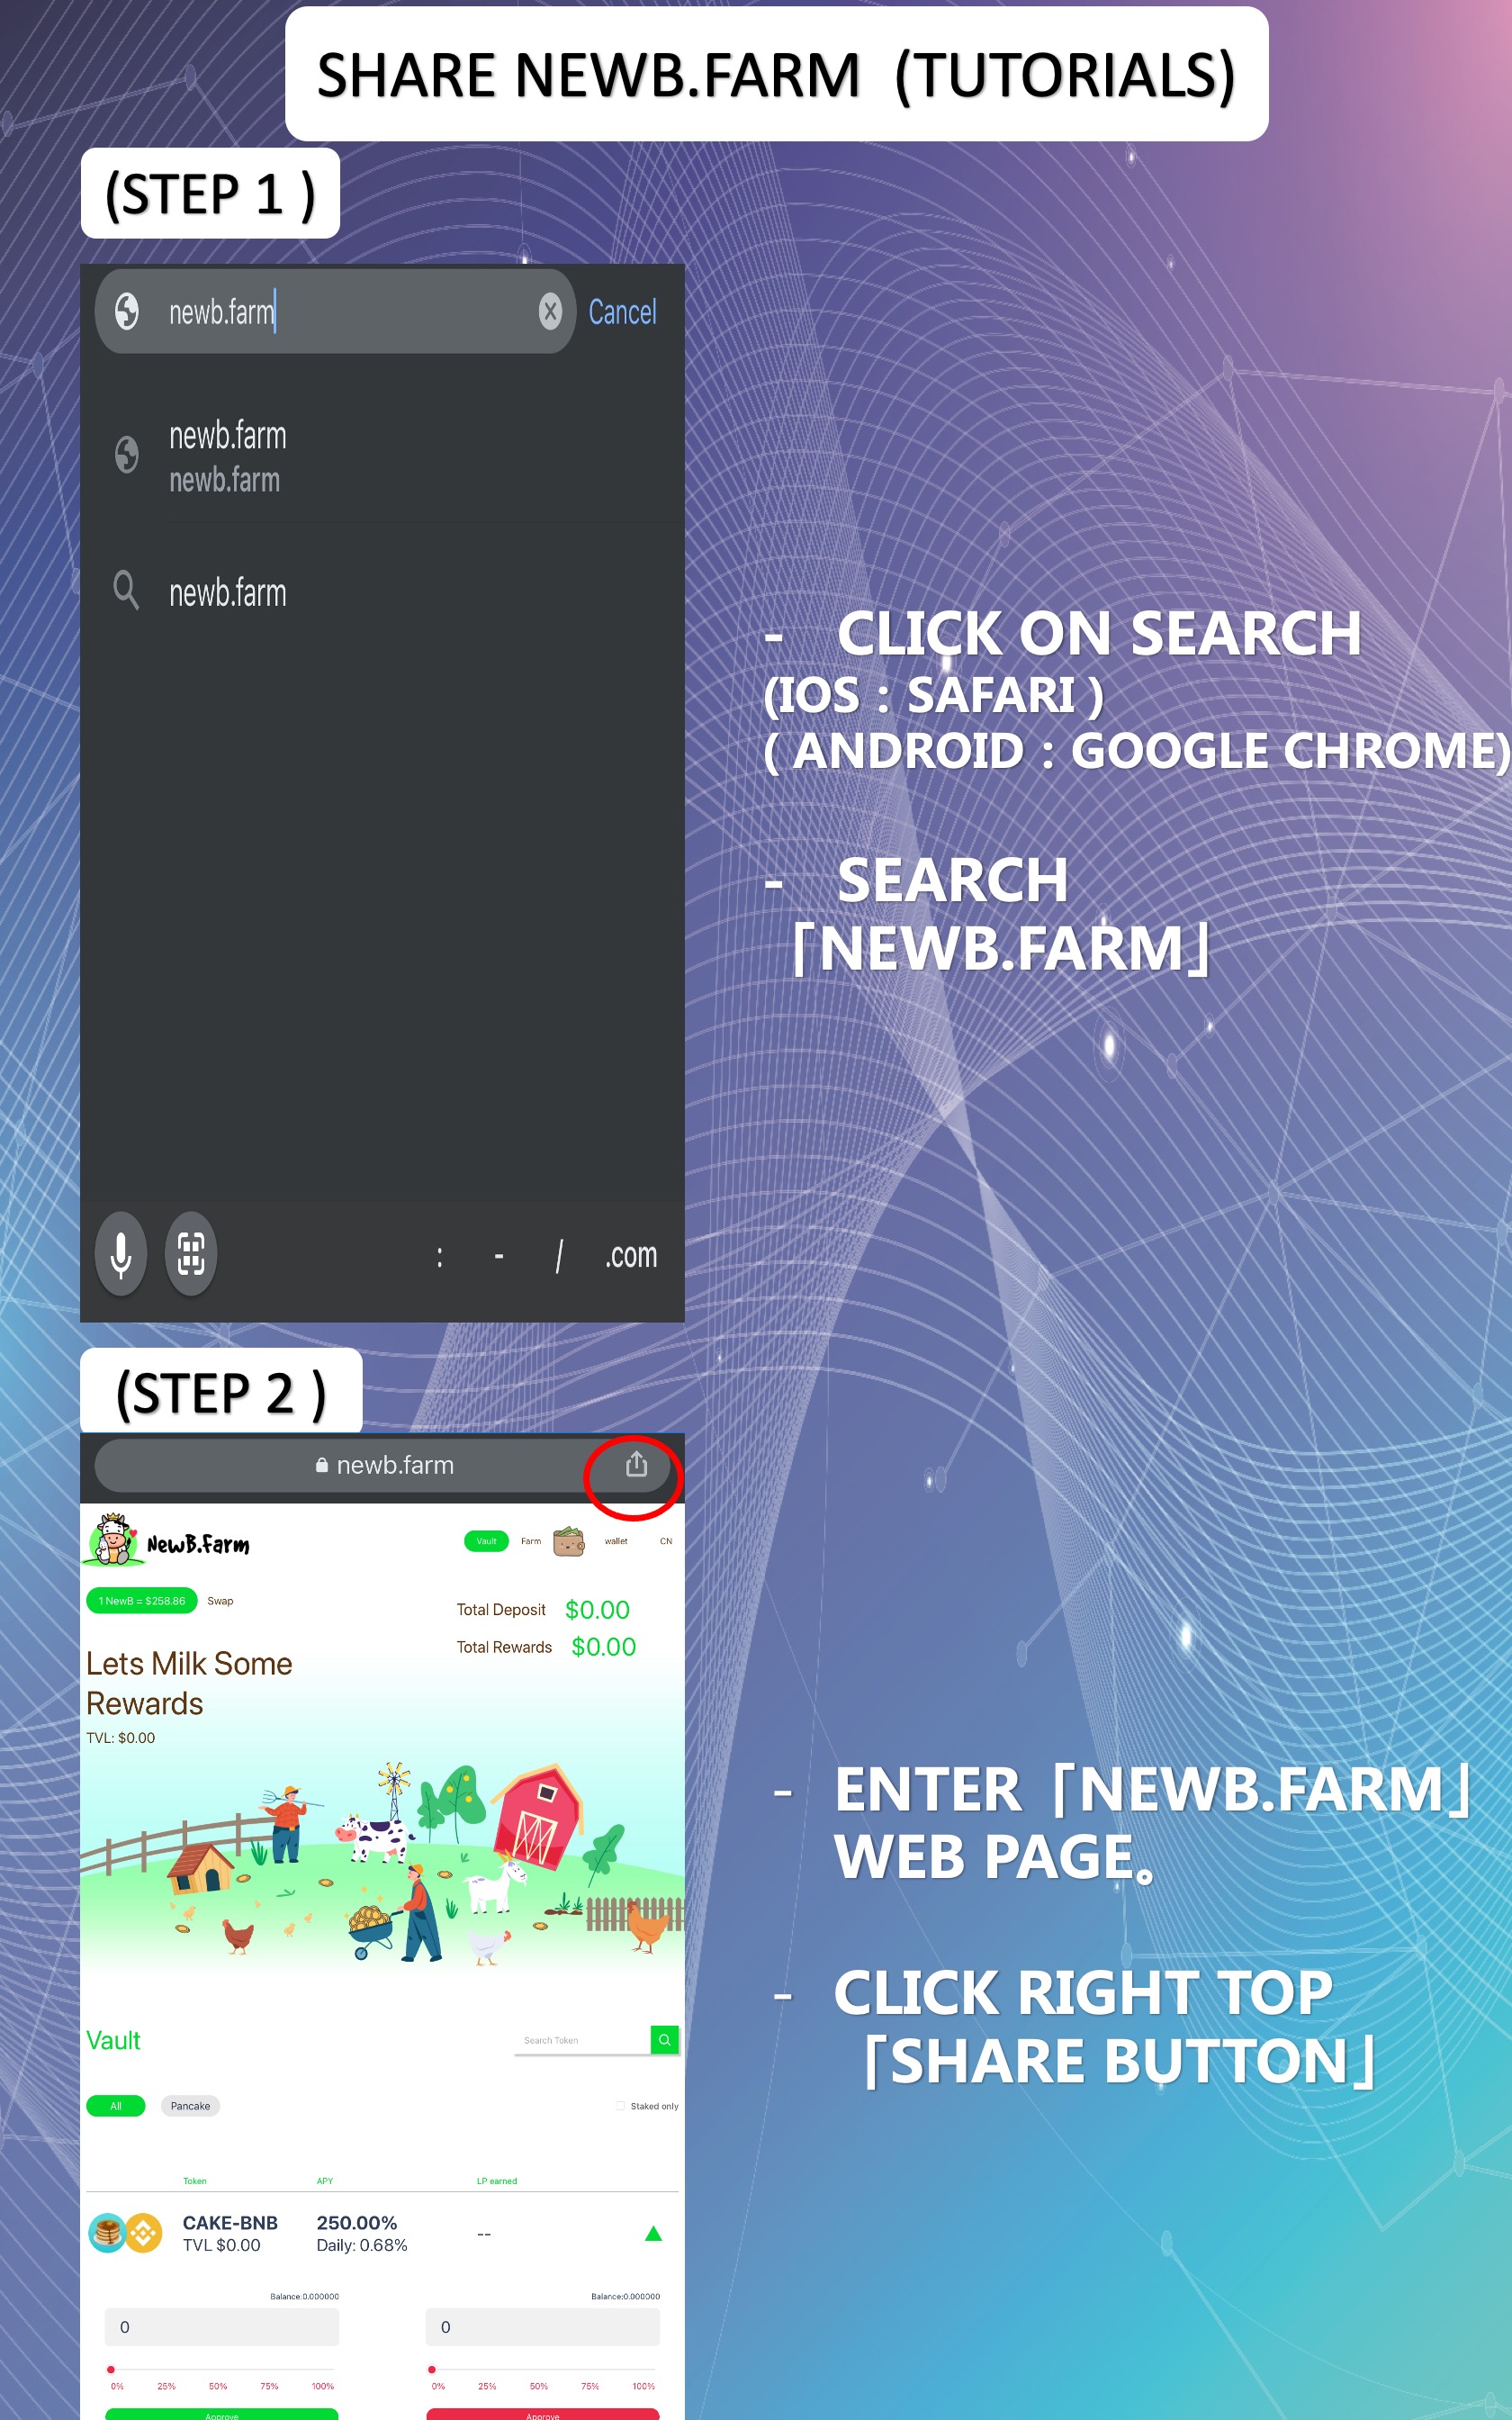 SHARE NEWB.FARM (TUTORIALS)
(STEP 1 )
newb.farm
Cancel
newb.farm
newb.farm
newb.farm
: - / .com
- CLICK ON SEARCH
(IOS : SAFARI )
( ANDROID : GOOGLE CHROME)
- SEARCH
「NEWB.FARM」
(STEP 2 )
newb.farm
NewB.Farm
Vault Farm wallet CN
1 NewB = $258.86 Swap
Total Deposit $0.00
Total Rewards $0.00
Lets Milk Some
Rewards
TVL: $0.00
Vault
Search Token
All Pancake
Staked only
Token APY LP earned
CAKE-BNB 250.00%
TVL $0.00 Daily: 0.68% --
Balance:0.000000 Balance:0.000000
0 0
0% 25% 50% 75% 100% 0% 25% 50% 75% 100%
Approve Approve
- ENTER「NEWB.FARM」
WEB PAGE。
- CLICK RIGHT TOP
「SHARE BUTTON」